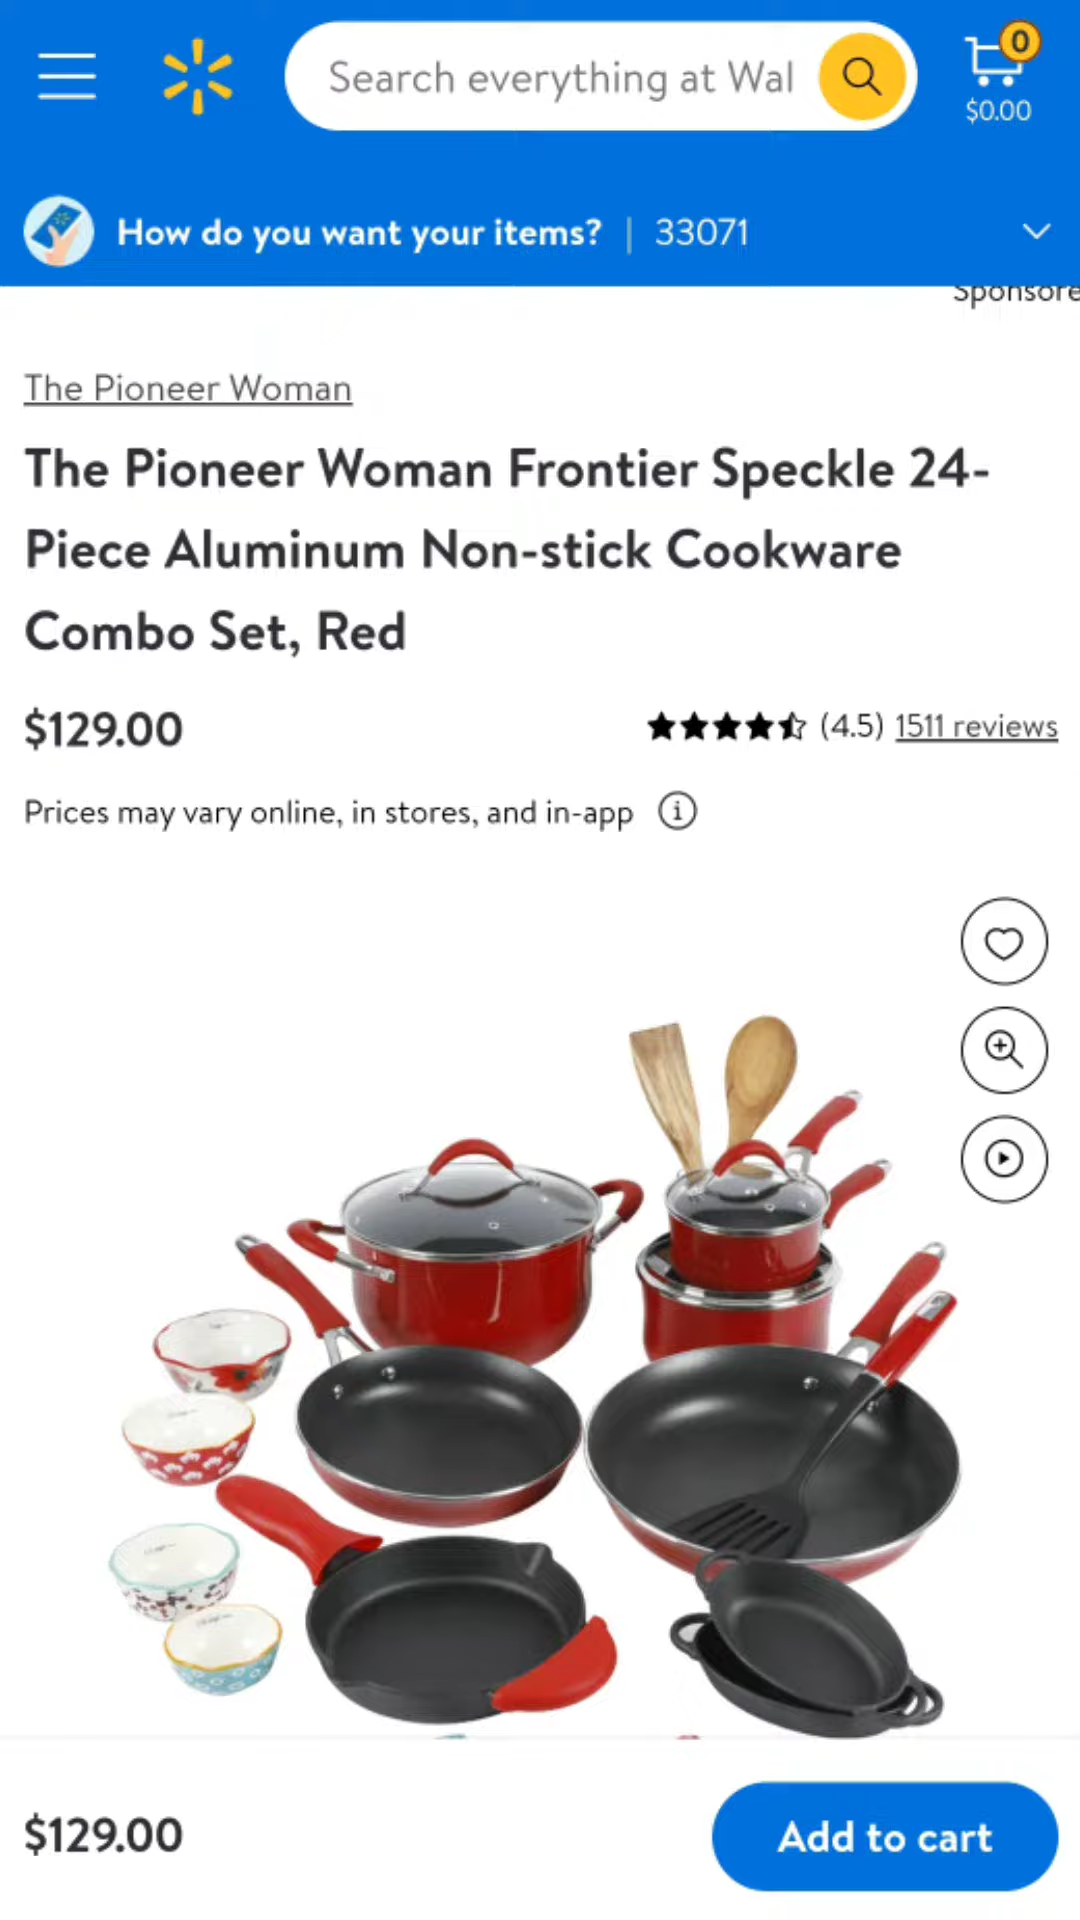 Search everything at Wal
0
$0.00
How do you want your items? | 33071
Sponsore
The Pioneer Woman
The Pioneer Woman Frontier Speckle 24-
Piece Aluminum Non-stick Cookware
Combo Set, Red
$129.00
(4.5) 1511 reviews
Prices may vary online, in stores, and in-app
$129.00
Add to cart